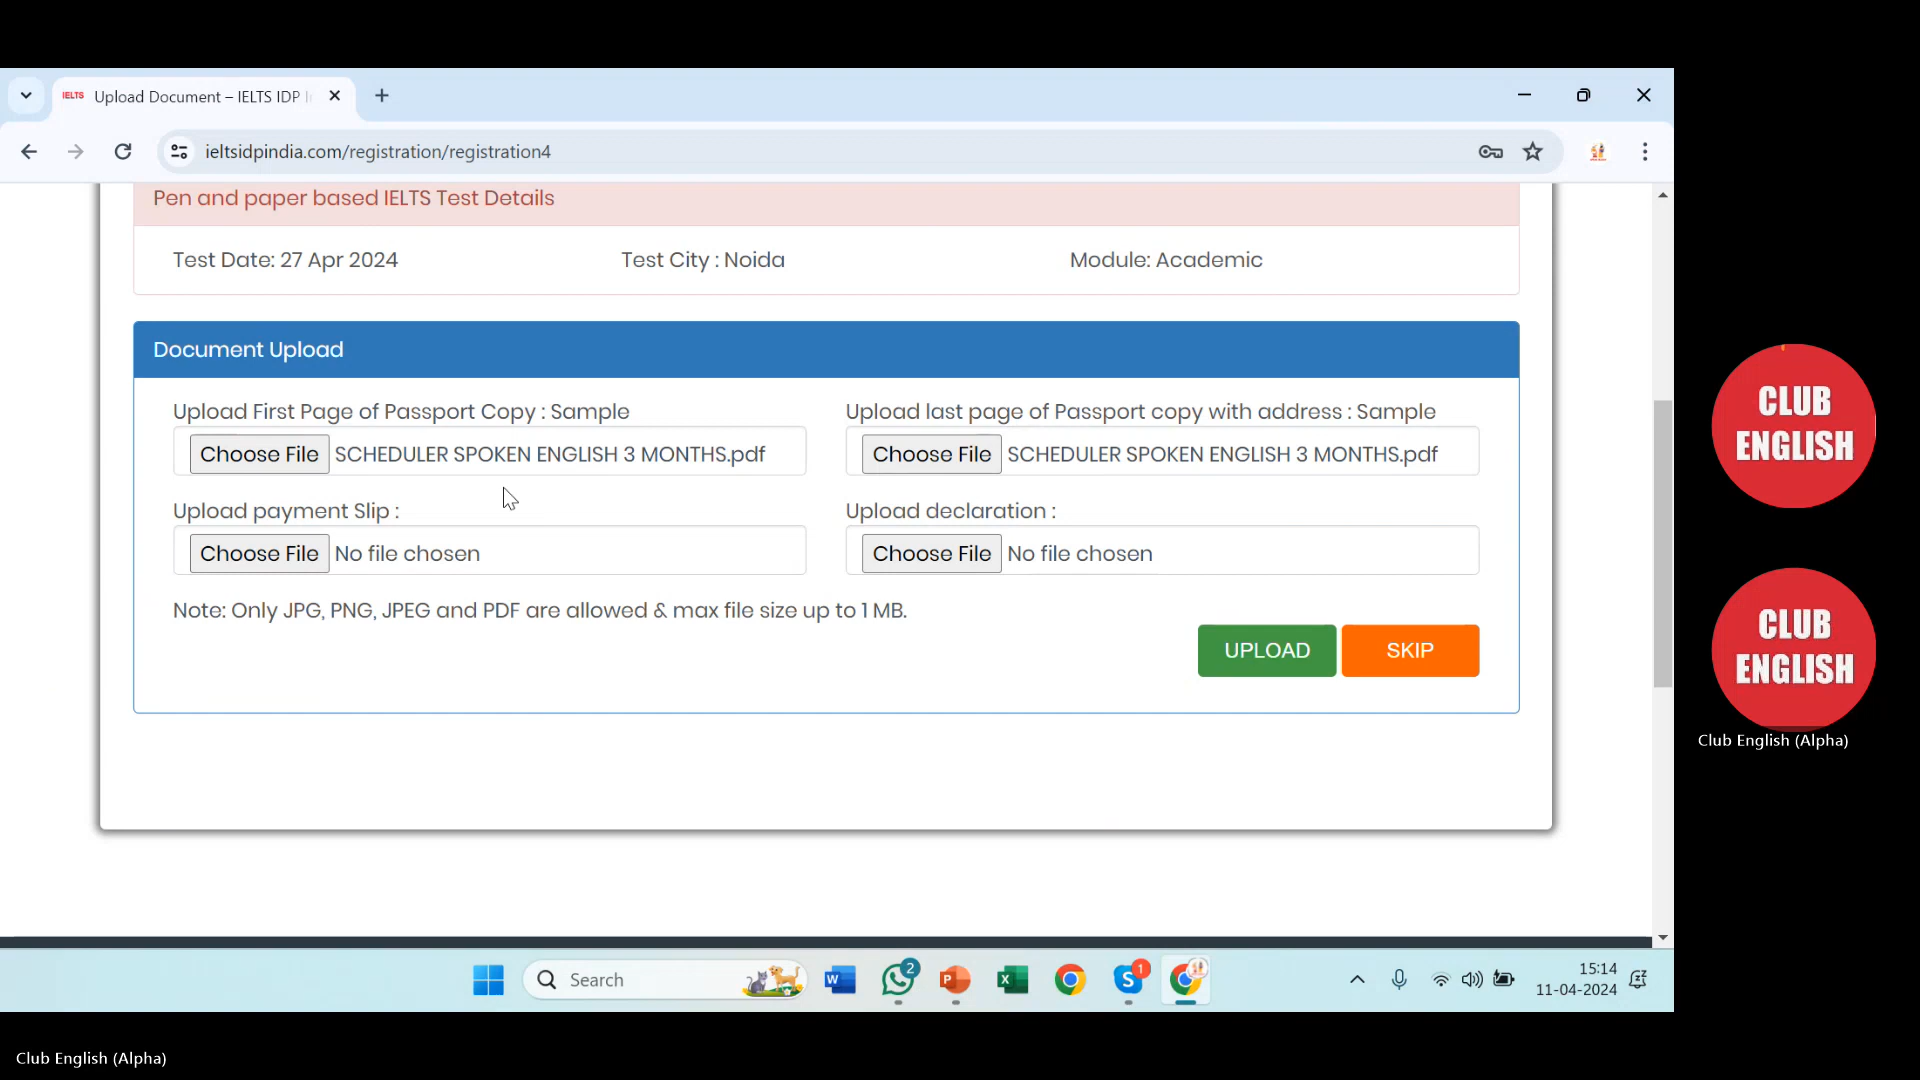 IELTS Upload Document – IELTS IDP I
ieltsidpindia.com/registration/registration4
Pen and paper based IELTS Test Details
Test Date: 27 Apr 2024 Test City : Noida Module: Academic
Document Upload
Upload First Page of Passport Copy : Sample Upload last page of Passport copy with address : Sample
Choose File SCHEDULER SPOKEN ENGLISH 3 MONTHS.pdf Choose File SCHEDULER SPOKEN ENGLISH 3 MONTHS.pdf
Upload payment Slip : Upload declaration :
Choose File No file chosen Choose File No file chosen
Note: Only JPG, PNG, JPEG and PDF are allowed & max file size up to 1 MB.
UPLOAD SKIP
CLUB
ENGLISH
CLUB
ENGLISH
Club English (Alpha)
Search W 2 P X S 1 15:14
11-04-2024
Club English (Alpha)